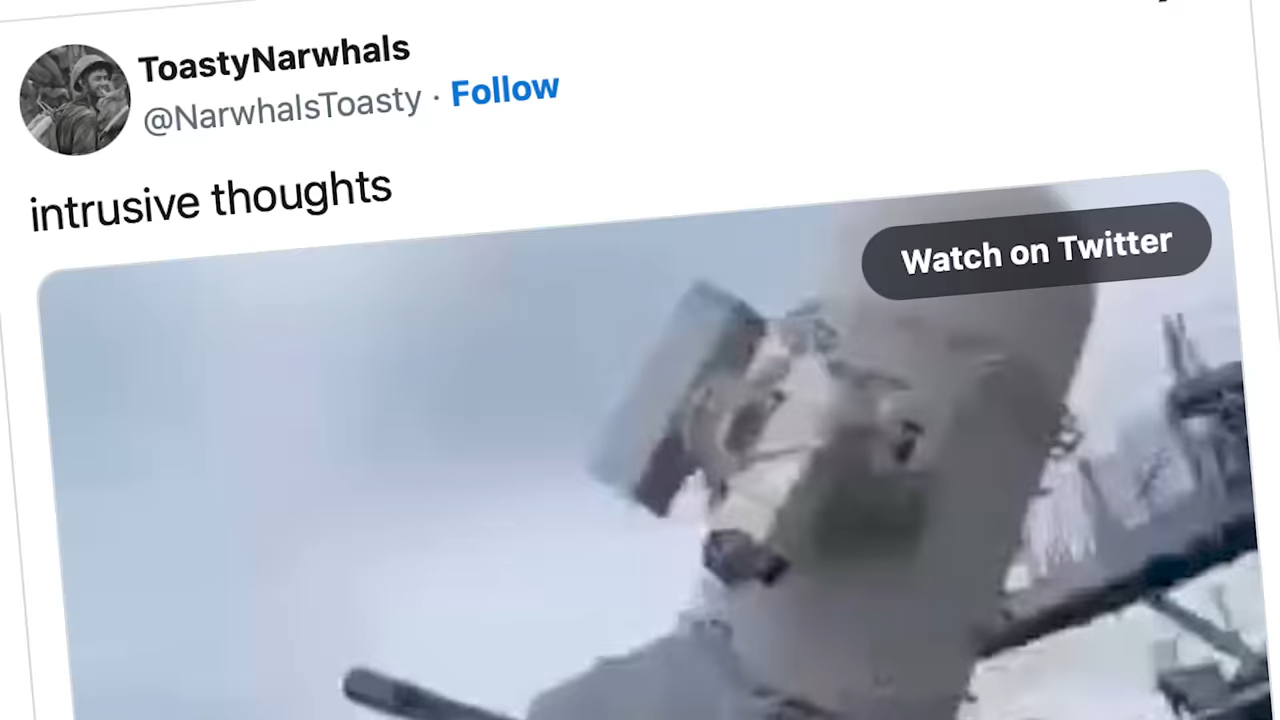 ToastyNarwhals
@NarwhalsToasty · Follow
intrusive thoughts
Watch on Twitter